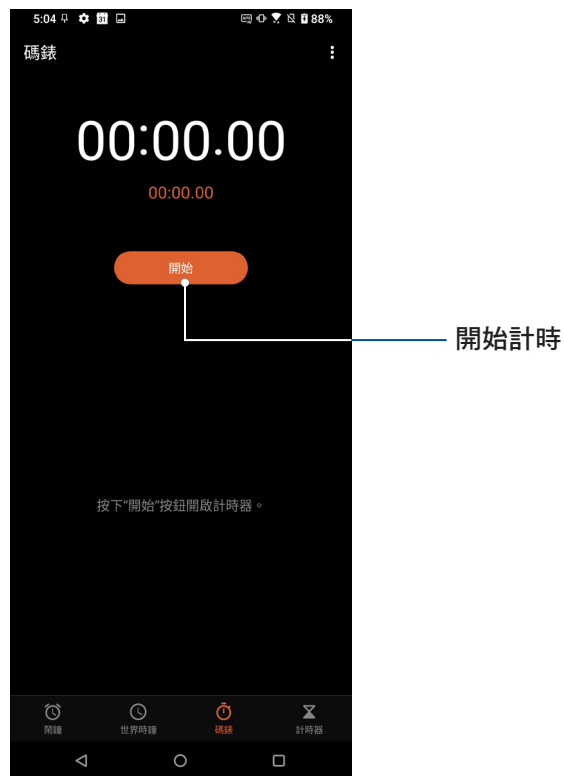 5:04
31
88%
碼錶
00:00.00
00:00.00
開始
開始計時
按下“開始”按鈕開啟計時器。
鬧鐘
世界時鐘
碼錶
計時器